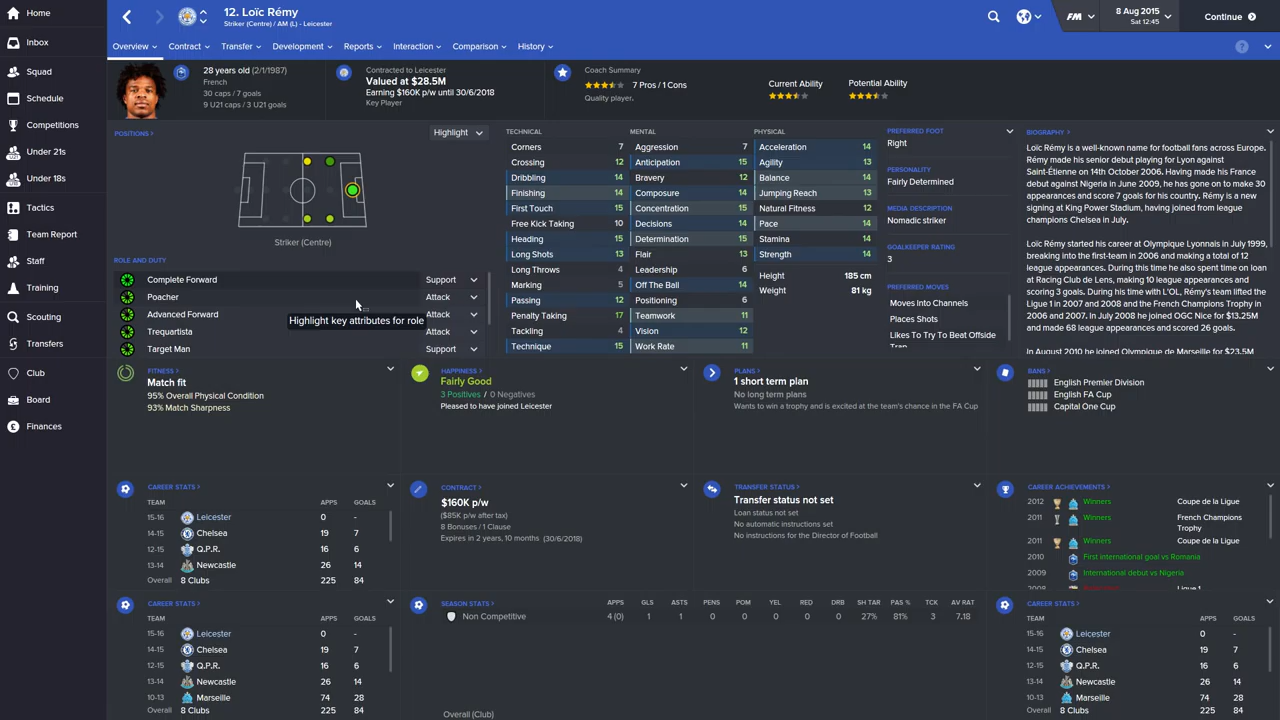 Home
Inbox
Squad
Schedule
Competitions
U21
Under 21s
U18
Under 18s
Tactics
Team Report
Staff
Training
Scouting
Transfers
Club
Board
Finances
12. Loïc Rémy
Striker (Centre) / AM (L) - Leicester
FM
8 Aug 2015
Sat 12:45
Continue
Overview
Contract
Transfer
Development
Reports
Interaction
Comparison
History
?
28 years old (2/1/1987)
French
30 caps / 7 goals
9 U21 caps / 3 U21 goals
Contracted to Leicester
Valued at $28.5M
Earning $160K p/w until 30/6/2018
Key Player
Coach Summary
7 Pros / 1 Cons
Quality player.
Current Ability
Potential Ability
POSITIONS >
Highlight
Striker (Centre)
ROLE AND DUTY
Complete Forward Support
Poacher Attack
Advanced Forward Attack
Trequartista Attack
Target Man Support
Highlight key attributes for role
TECHNICAL
Corners 7
Crossing 12
Dribbling 14
Finishing 14
First Touch 15
Free Kick Taking 10
Heading 15
Long Shots 13
Long Throws 4
Marking 5
Passing 12
Penalty Taking 17
Tackling 4
Technique 15
MENTAL
Aggression 7
Anticipation 15
Bravery 12
Composure 14
Concentration 15
Decisions 14
Determination 15
Flair 13
Leadership 6
Off The Ball 14
Positioning 6
Teamwork 11
Vision 12
Work Rate 11
PHYSICAL
Acceleration 14
Agility 13
Balance 14
Jumping Reach 13
Natural Fitness 12
Pace 14
Stamina 14
Strength 14
Height 185 cm
Weight 81 kg
PREFERRED FOOT
Right
PERSONALITY
Fairly Determined
MEDIA DESCRIPTION
Nomadic striker
GOALKEEPER RATING
3
PREFERRED MOVES
Moves Into Channels
Places Shots
Likes To Try To Beat Offside
Trap
BIOGRAPHY >
Loïc Rémy is a well-known name for football fans across Europe.
Rémy made his senior debut playing for Lyon against
Saint-Étienne on 14th October 2006. Having made his France
debut against Nigeria in June 2009, he has gone on to make 30
appearances and score 7 goals for his country. Rémy is a new
signing at King Power Stadium, having joined from league
champions Chelsea in July.
Loïc Rémy started his career at Olympique Lyonnais in July 1999,
breaking into the first-team in 2006 and making a total of 12
league appearances. During this time he also spent time on loan
at Racing Club de Lens, making 10 league appearances and scoring
3 goals. During his time with L'OL, Rémy's team lifted the
Ligue 1 in 2007 and 2008 and the French Champions Trophy in
2006. In July 2008 he joined OGC Nice for $13.25M
and made 68 league appearances and scored 26 goals.
In August 2010 he joined Olympique de Marseille for $23.5M
FITNESS >
Match fit
95% Overall Physical Condition
93% Match Sharpness
HAPPINESS >
Fairly Good
3 Positives / 0 Negatives
Pleased to have joined Leicester
PLANS >
1 short term plan
No long term plans
Wants to win a trophy and is excited at the team's chance in the FA Cup
BANS >
English Premier Division
English FA Cup
Capital One Cup
CAREER STATS >
TEAM APPS GOALS
15-16 Leicester 0 -
14-15 Chelsea 19 7
12-15 Q.P.R. 16 6
13-14 Newcastle 26 14
Overall 8 Clubs 225 84
CONTRACT >
$160K p/w
($85K p/w after tax)
8 Bonuses / 1 Clause
Expires in 2 years, 10 months (30/6/2018)
TRANSFER STATUS >
Transfer status not set
Loan status not set
No automatic instructions set
No instructions for the Director of Football
CAREER ACHIEVEMENTS >
2012 Winners Coupe de la Ligue
2011 Winners French Champions
Trophy
2011 Winners Coupe de la Ligue
2010 First international goal vs Romania
2009 International debut vs Nigeria
CAREER STATS >
TEAM APPS GOALS
15-16 Leicester 0 -
14-15 Chelsea 19 7
12-15 Q.P.R. 16 6
13-14 Newcastle 26 14
10-13 Marseille 74 28
Overall 8 Clubs 225 84
SEASON STATS >
APPS GLS ASTS PENS POM YEL RED DRB SH TAR PAS % TCK AV RAT
Non Competitive 4 (0) 1 1 0 0 0 0 0 27% 81% 3 7.18
Overall (Club)
CAREER STATS >
TEAM APPS GOALS
15-16 Leicester 0 -
14-15 Chelsea 19 7
12-15 Q.P.R. 16 6
13-14 Newcastle 26 14
10-13 Marseille 74 28
Overall 8 Clubs 225 84